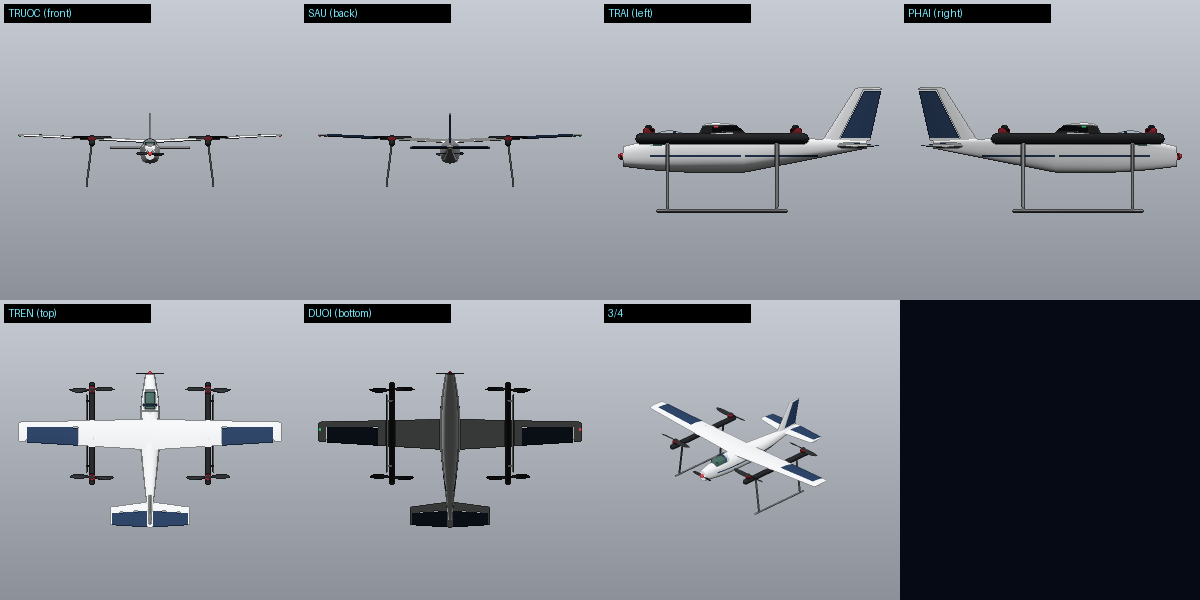 TRUOC (front)
SAU (back)
TRAI (left)
PHAI (right)
TREN (top)
DUOI (bottom)
3/4